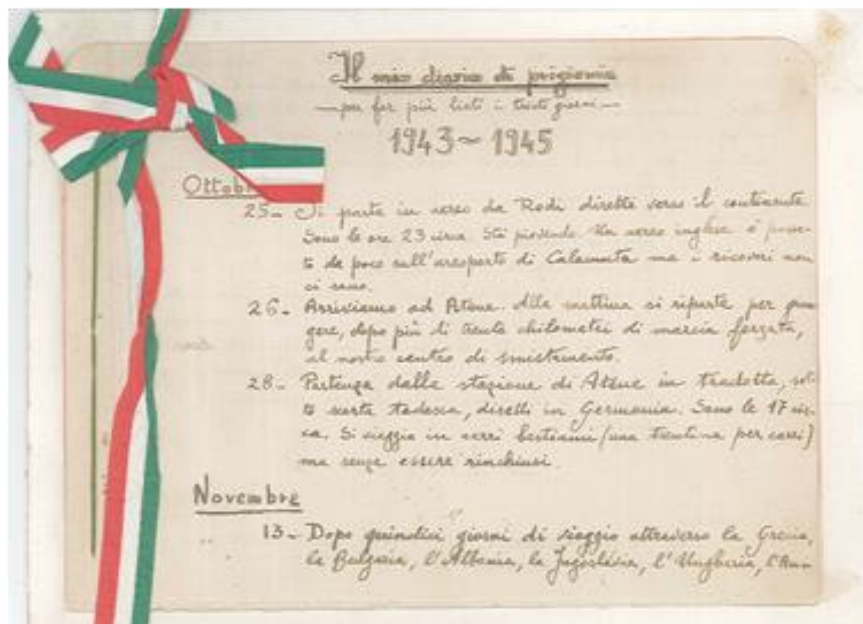 Il mio diario di prigionia
— per far più lieti i tristi giorni —
1943 ~ 1945
Ottobre
25- Si parte in aereo da Rodi diretti verso il continente.
Sono le ore 23 circa. Sta piovendo. Un aereo inglese è passa-
to da poco sull'areoporto di Calamata ma i ricoveri non
ci sono.
26- Arriviamo ad Atene. Alla mattina si riparte per giun
gere, dopo più di trenta chilometri di marcia forzata,
al nostro centro di smistamento.
28- Partenza dalla stazione di Atene in tradotta, sot-
to scorta tedesca, diretti in Germania. Sono le 17 cir-
ca. Si viaggia in carri bestiami (una trentina per carri)
ma senza essere rinchiusi.
Novembre
13- Dopo quindici giorni di viaggio attraverso la Grecia,
la Bulgaria, l'Albania, la Jugoslavia, l'Ungheria, l'Aus